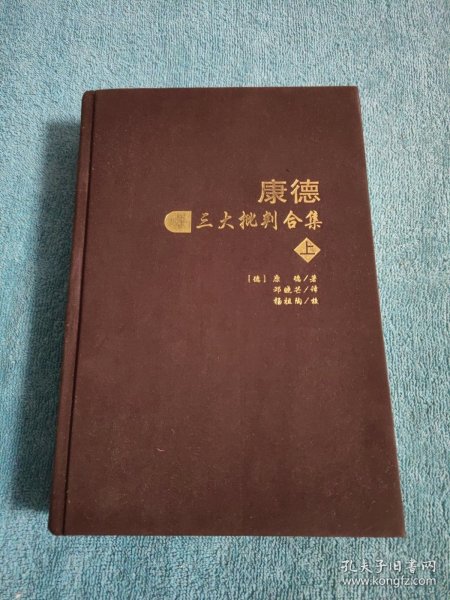 康德
三大批判合集
上
[德] 康 德/著
邓晓芒/译
杨祖陶/校
孔夫子旧书网
www.kongfz.com